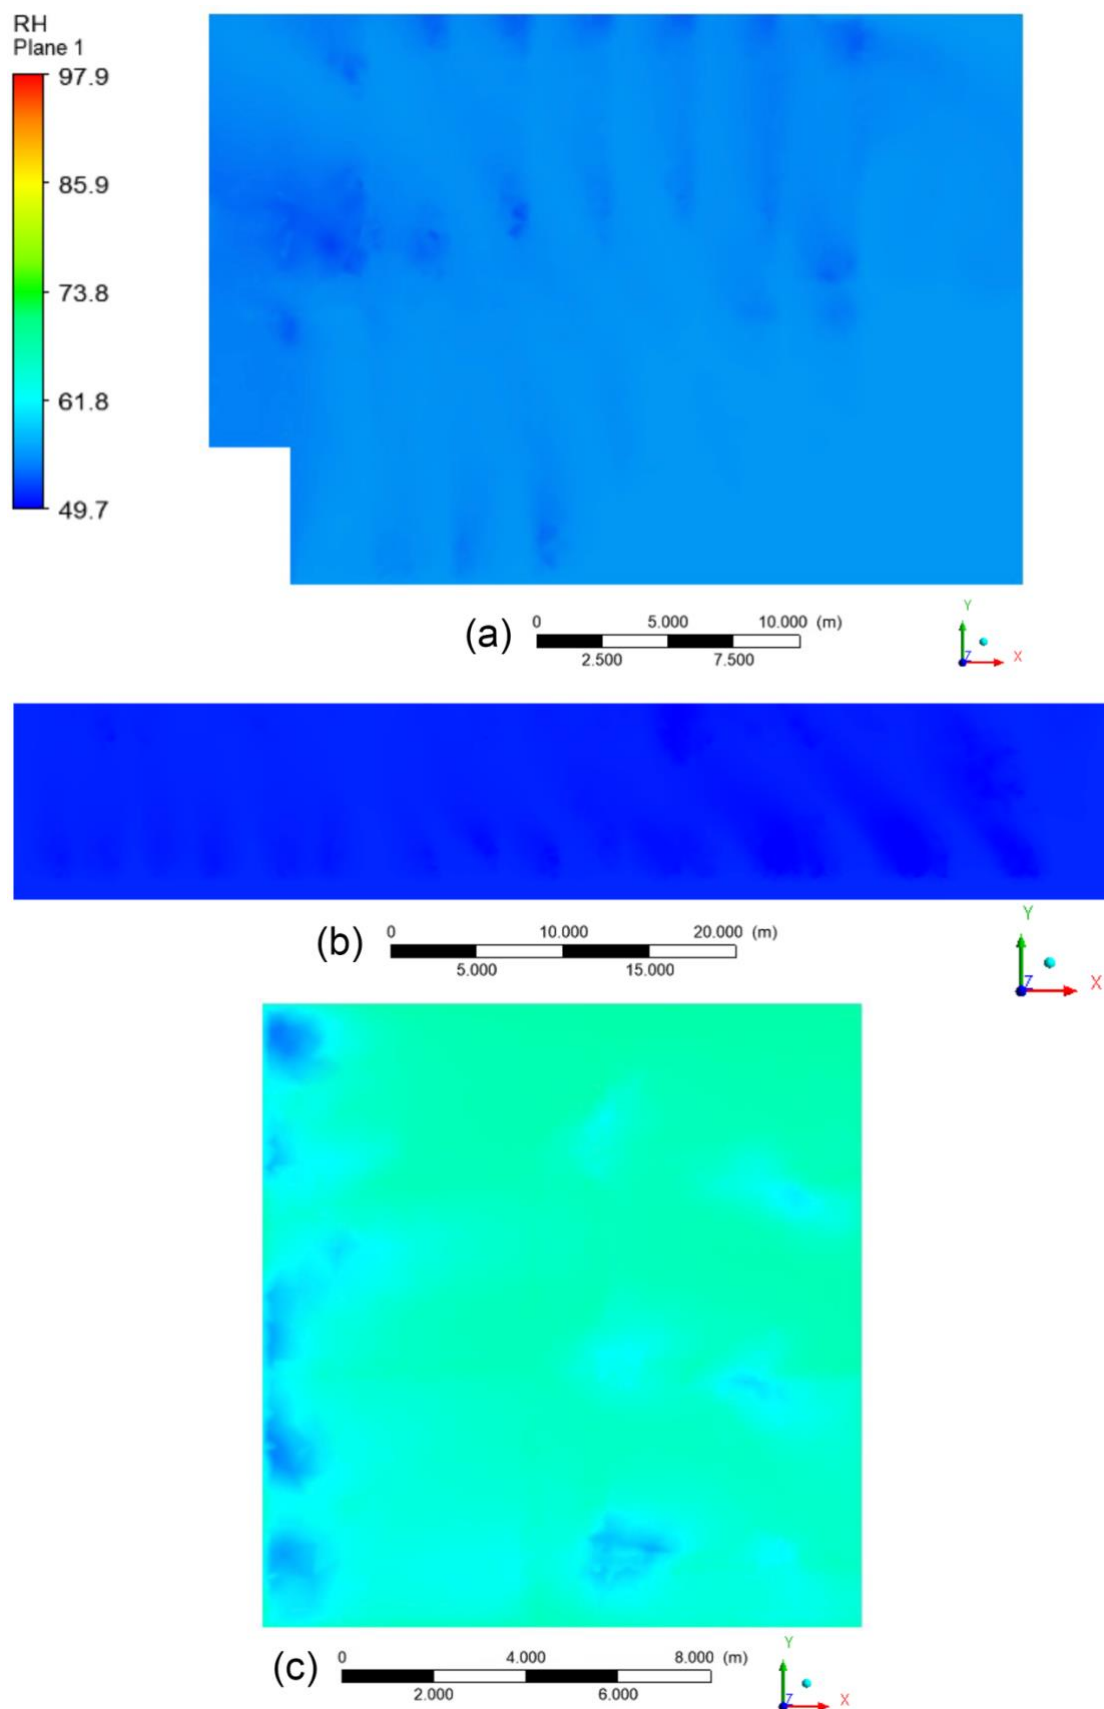 RH
Plane 1
97.9
85.9
73.8
61.8
49.7
(a)
0 5.000 10.000 (m)
2.500 7.500
Y
Z X
(b)
0 10.000 20.000 (m)
5.000 15.000
Y
Z X
(c)
0 4.000 8.000 (m)
2.000 6.000
Y
Z X